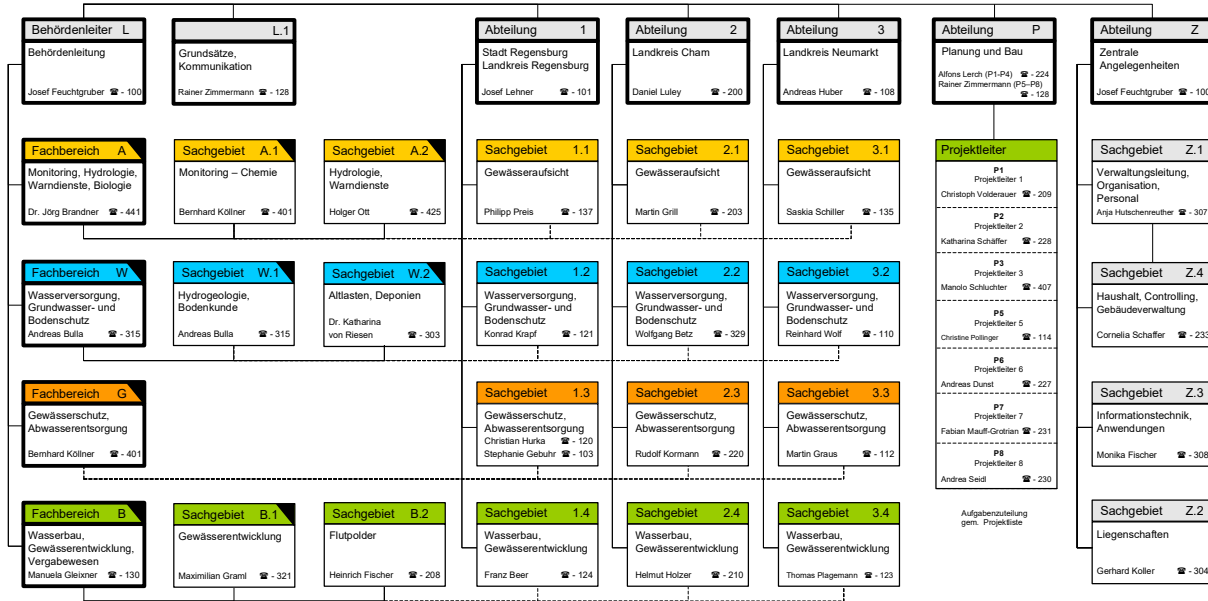 Behördenleiter L
Behördenleitung
Josef Feuchtgruber ☎ - 100
L.1
Grundsätze,
Kommunikation
Rainer Zimmermann ☎ - 128
Abteilung 1
Stadt Regensburg
Landkreis Regensburg
Josef Lehner ☎ - 101
Abteilung 2
Landkreis Cham
Daniel Luley ☎ - 200
Abteilung 3
Landkreis Neumarkt
Andreas Huber ☎ - 108
Abteilung P
Planung und Bau
Alfons Lerch (P1-P4) ☎ - 224
Rainer Zimmermann (P5–P8)
☎ - 128
Abteilung Z
Zentrale
Angelegenheiten
Josef Feuchtgruber ☎ - 100
Fachbereich A
Monitoring, Hydrologie,
Warndienste, Biologie
Dr. Jörg Brandner ☎ - 441
Sachgebiet A.1
Monitoring – Chemie
Bernhard Köllner ☎ - 401
Sachgebiet A.2
Hydrologie,
Warndienste
Holger Ott ☎ - 425
Sachgebiet 1.1
Gewässeraufsicht
Philipp Preis ☎ - 137
Sachgebiet 2.1
Gewässeraufsicht
Martin Grill ☎ - 203
Sachgebiet 3.1
Gewässeraufsicht
Saskia Schiller ☎ - 135
Projektleiter
P1
Projektleiter 1
Christoph Volderauer ☎ - 209
P2
Projektleiter 2
Katharina Schäffer ☎ - 228
P3
Projektleiter 3
Manolo Schluchter ☎ - 407
P5
Projektleiter 5
Christine Pollinger ☎ - 114
P6
Projektleiter 6
Andreas Dunst ☎ - 227
P7
Projektleiter 7
Fabian Mauff-Grotrian ☎ - 231
P8
Projektleiter 8
Andrea Seidl ☎ - 230
Aufgabenzuteilung
gem. Projektliste
Sachgebiet Z.1
Verwaltungsleitung,
Organisation,
Personal
Anja Hutschenreuther ☎ - 307
Fachbereich W
Wasserversorgung,
Grundwasser- und
Bodenschutz
Andreas Bulla ☎ - 315
Sachgebiet W.1
Hydrogeologie,
Bodenkunde
Andreas Bulla ☎ - 315
Sachgebiet W.2
Altlasten, Deponien
Dr. Katharina
von Riesen ☎ - 303
Sachgebiet 1.2
Wasserversorgung,
Grundwasser- und
Bodenschutz
Konrad Kapf ☎ - 121
Sachgebiet 2.2
Wasserversorgung,
Grundwasser- und
Bodenschutz
Wolfgang Betz ☎ - 329
Sachgebiet 3.2
Wasserversorgung,
Grundwasser- und
Bodenschutz
Reinhard Wolf ☎ - 110
Sachgebiet Z.4
Haushalt, Controlling,
Gebäudeverwaltung
Cornelia Schaffer ☎ - 233
Fachbereich G
Gewässerschutz,
Abwasserentsorgung
Bernhard Köllner ☎ - 401
Sachgebiet 1.3
Gewässerschutz,
Abwasserentsorgung
Christian Hurka ☎ - 120
Stephanie Gebuhr ☎ - 103
Sachgebiet 2.3
Gewässerschutz,
Abwasserentsorgung
Rudolf Kormann ☎ - 220
Sachgebiet 3.3
Gewässerschutz,
Abwasserentsorgung
Martin Graus ☎ - 112
Sachgebiet Z.3
Informationstechnik,
Anwendungen
Monika Fischer ☎ - 308
Fachbereich B
Wasserbau,
Gewässerentwicklung,
Vergabewesen
Manuela Gleixner ☎ - 130
Sachgebiet B.1
Gewässerentwicklung
Maximilian Graml ☎ - 321
Sachgebiet B.2
Flutpolder
Heinrich Fischer ☎ - 208
Sachgebiet 1.4
Wasserbau,
Gewässerentwicklung
Franz Beer ☎ - 124
Sachgebiet 2.4
Wasserbau,
Gewässerentwicklung
Helmut Holzer ☎ - 210
Sachgebiet 3.4
Wasserbau,
Gewässerentwicklung
Thomas Plagemann ☎ - 123
Sachgebiet Z.2
Liegenschaften
Gerhard Koller ☎ - 304